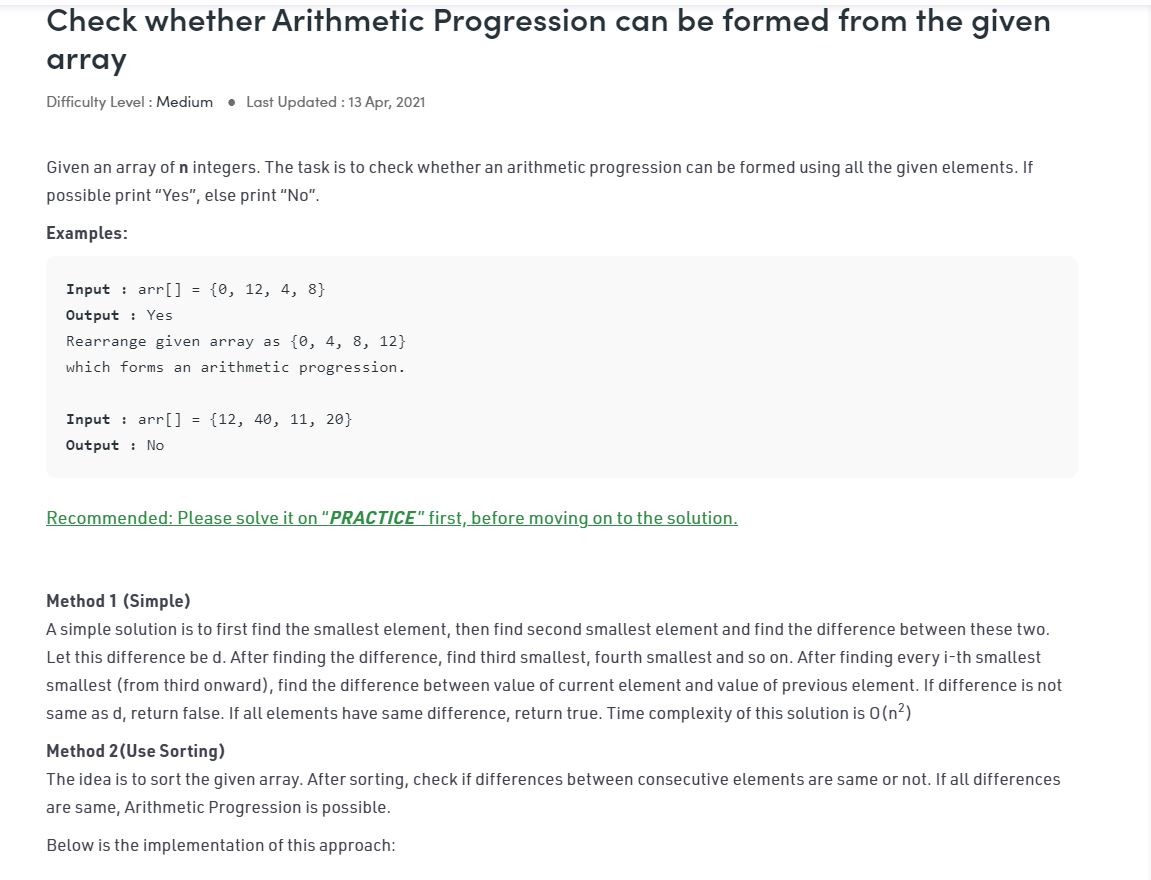 Check whether Arithmetic Progression can be formed from the given
array
Difficulty Level : Medium ● Last Updated : 13 Apr, 2021
Given an array of n integers. The task is to check whether an arithmetic progression can be formed using all the given elements. If
possible print “Yes”, else print “No”.
Examples:
Input : arr[] = {0, 12, 4, 8}
Output : Yes
Rearrange given array as {0, 4, 8, 12}
which forms an arithmetic progression.
Input : arr[] = {12, 40, 11, 20}
Output : No
Recommended: Please solve it on “PRACTICE” first, before moving on to the solution.
Method 1 (Simple)
A simple solution is to first find the smallest element, then find second smallest element and find the difference between these two.
Let this difference be d. After finding the difference, find third smallest, fourth smallest and so on. After finding every i-th smallest
smallest (from third onward), find the difference between value of current element and value of previous element. If difference is not
same as d, return false. If all elements have same difference, return true. Time complexity of this solution is O(n²)
Method 2(Use Sorting)
The idea is to sort the given array. After sorting, check if differences between consecutive elements are same or not. If all differences
are same, Arithmetic Progression is possible.
Below is the implementation of this approach: